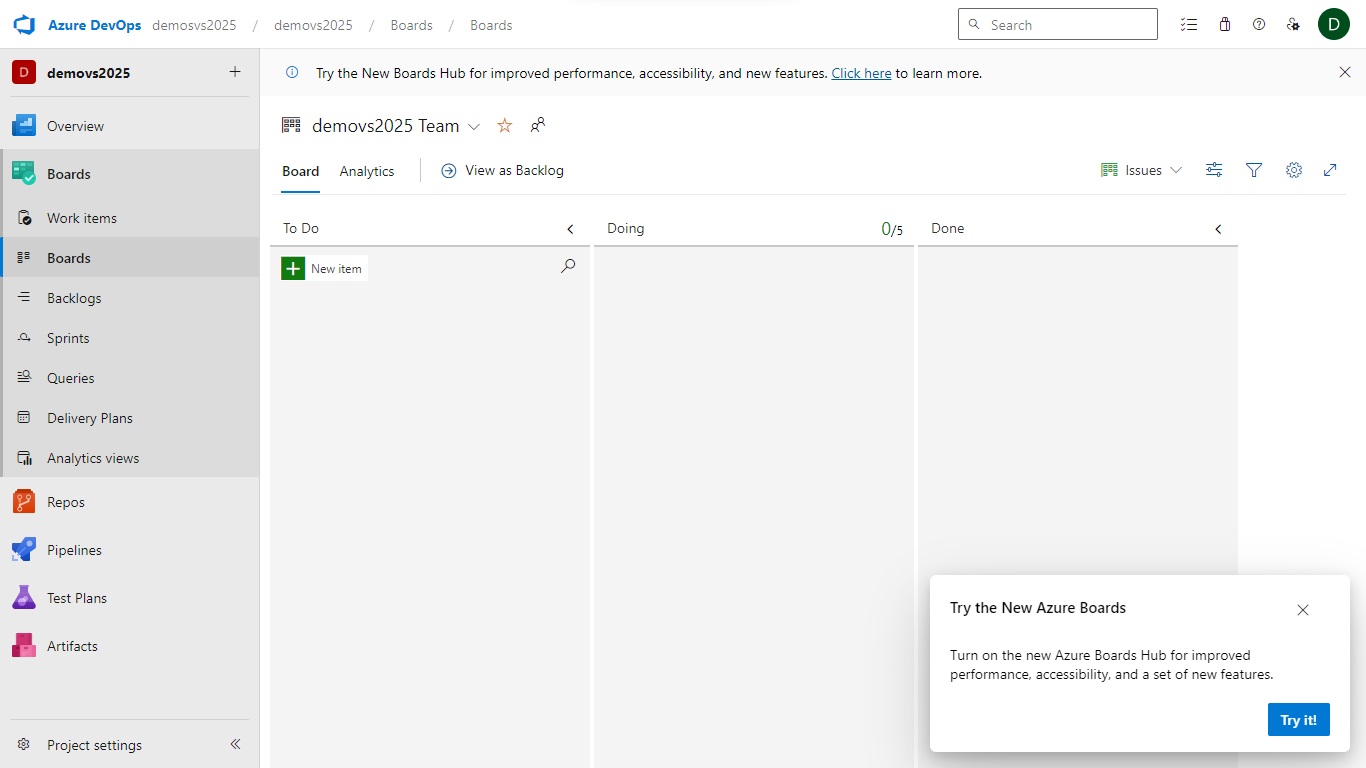 Azure DevOps demosvs2025 / demovs2025 / Boards / Boards
Search
D
D demovs2025
Try the New Boards Hub for improved performance, accessibility, and new features. Click here to learn more.
Overview
Boards
Work items
Boards
Backlogs
Sprints
Queries
Delivery Plans
Analytics views
Repos
Pipelines
Test Plans
Artifacts
Project settings
demovs2025 Team
Board Analytics View as Backlog
Issues
To Do
Doing 0/5
Done
New item
Try the New Azure Boards
Turn on the new Azure Boards Hub for improved
performance, accessibility, and a set of new features.
Try it!